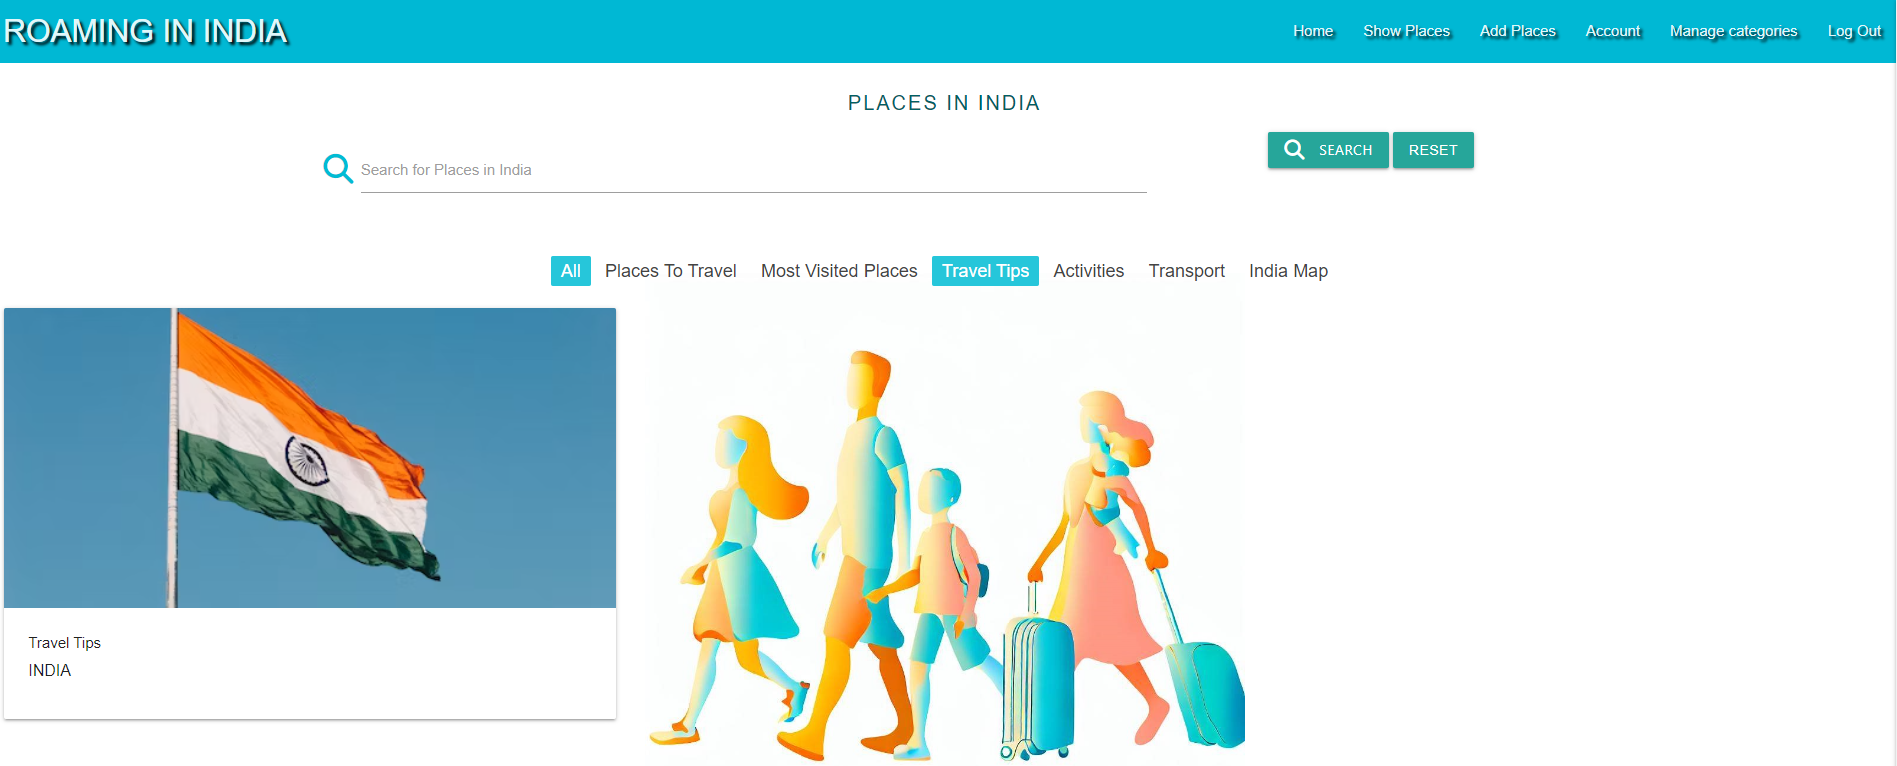 ROAMING IN INDIA
Home Show Places Add Places Account Manage categories Log Out
PLACES IN INDIA
Search for Places in India
SEARCH RESET
All Places To Travel Most Visited Places Travel Tips Activities Transport India Map
Travel Tips
INDIA